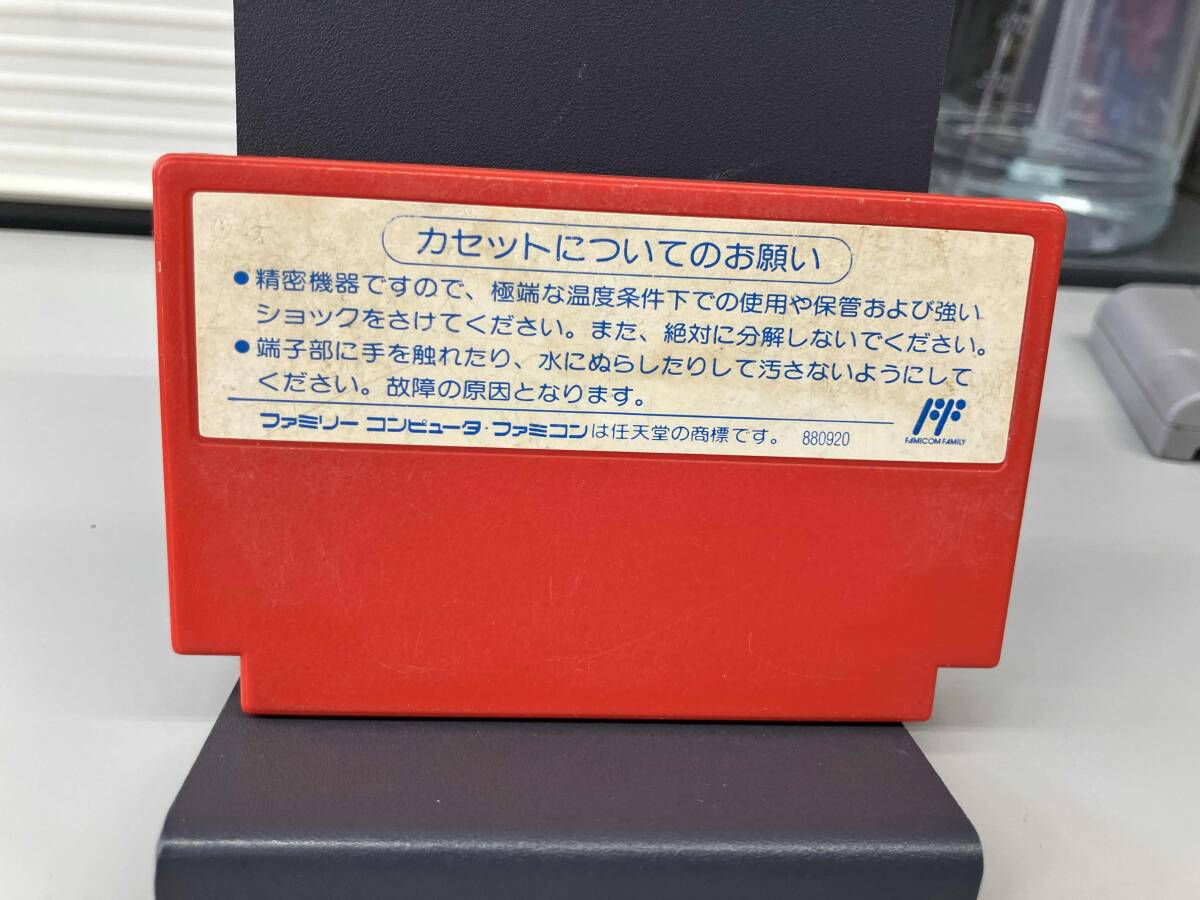 カセットについてのお願い
●精密機器ですので、極端な温度条件下での使用や保管および強い
ショックをさけてください。また、絶対に分解しないでください。
●端子部に手を触れたり、水にぬらしたりして汚さないようにして
ください。故障の原因となります。
ファミリー コンピュータ・ファミコンは任天堂の商標です。 880920
FAMICOM FAMILY